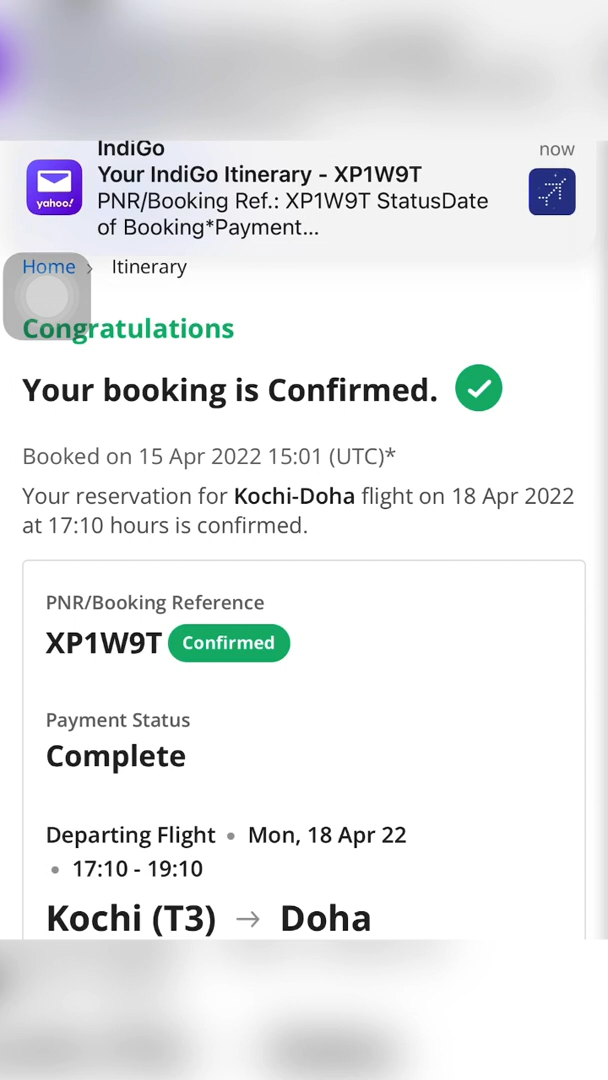 IndiGo
now
Your IndiGo Itinerary - XP1W9T
PNR/Booking Ref.: XP1W9T StatusDate
of Booking*Payment...
yahoo!
Home › Itinerary
Congratulations
Your booking is Confirmed.
Booked on 15 Apr 2022 15:01 (UTC)*
Your reservation for Kochi-Doha flight on 18 Apr 2022
at 17:10 hours is confirmed.
PNR/Booking Reference
XP1W9T Confirmed
Payment Status
Complete
Departing Flight • Mon, 18 Apr 22
• 17:10 - 19:10
Kochi (T3) → Doha